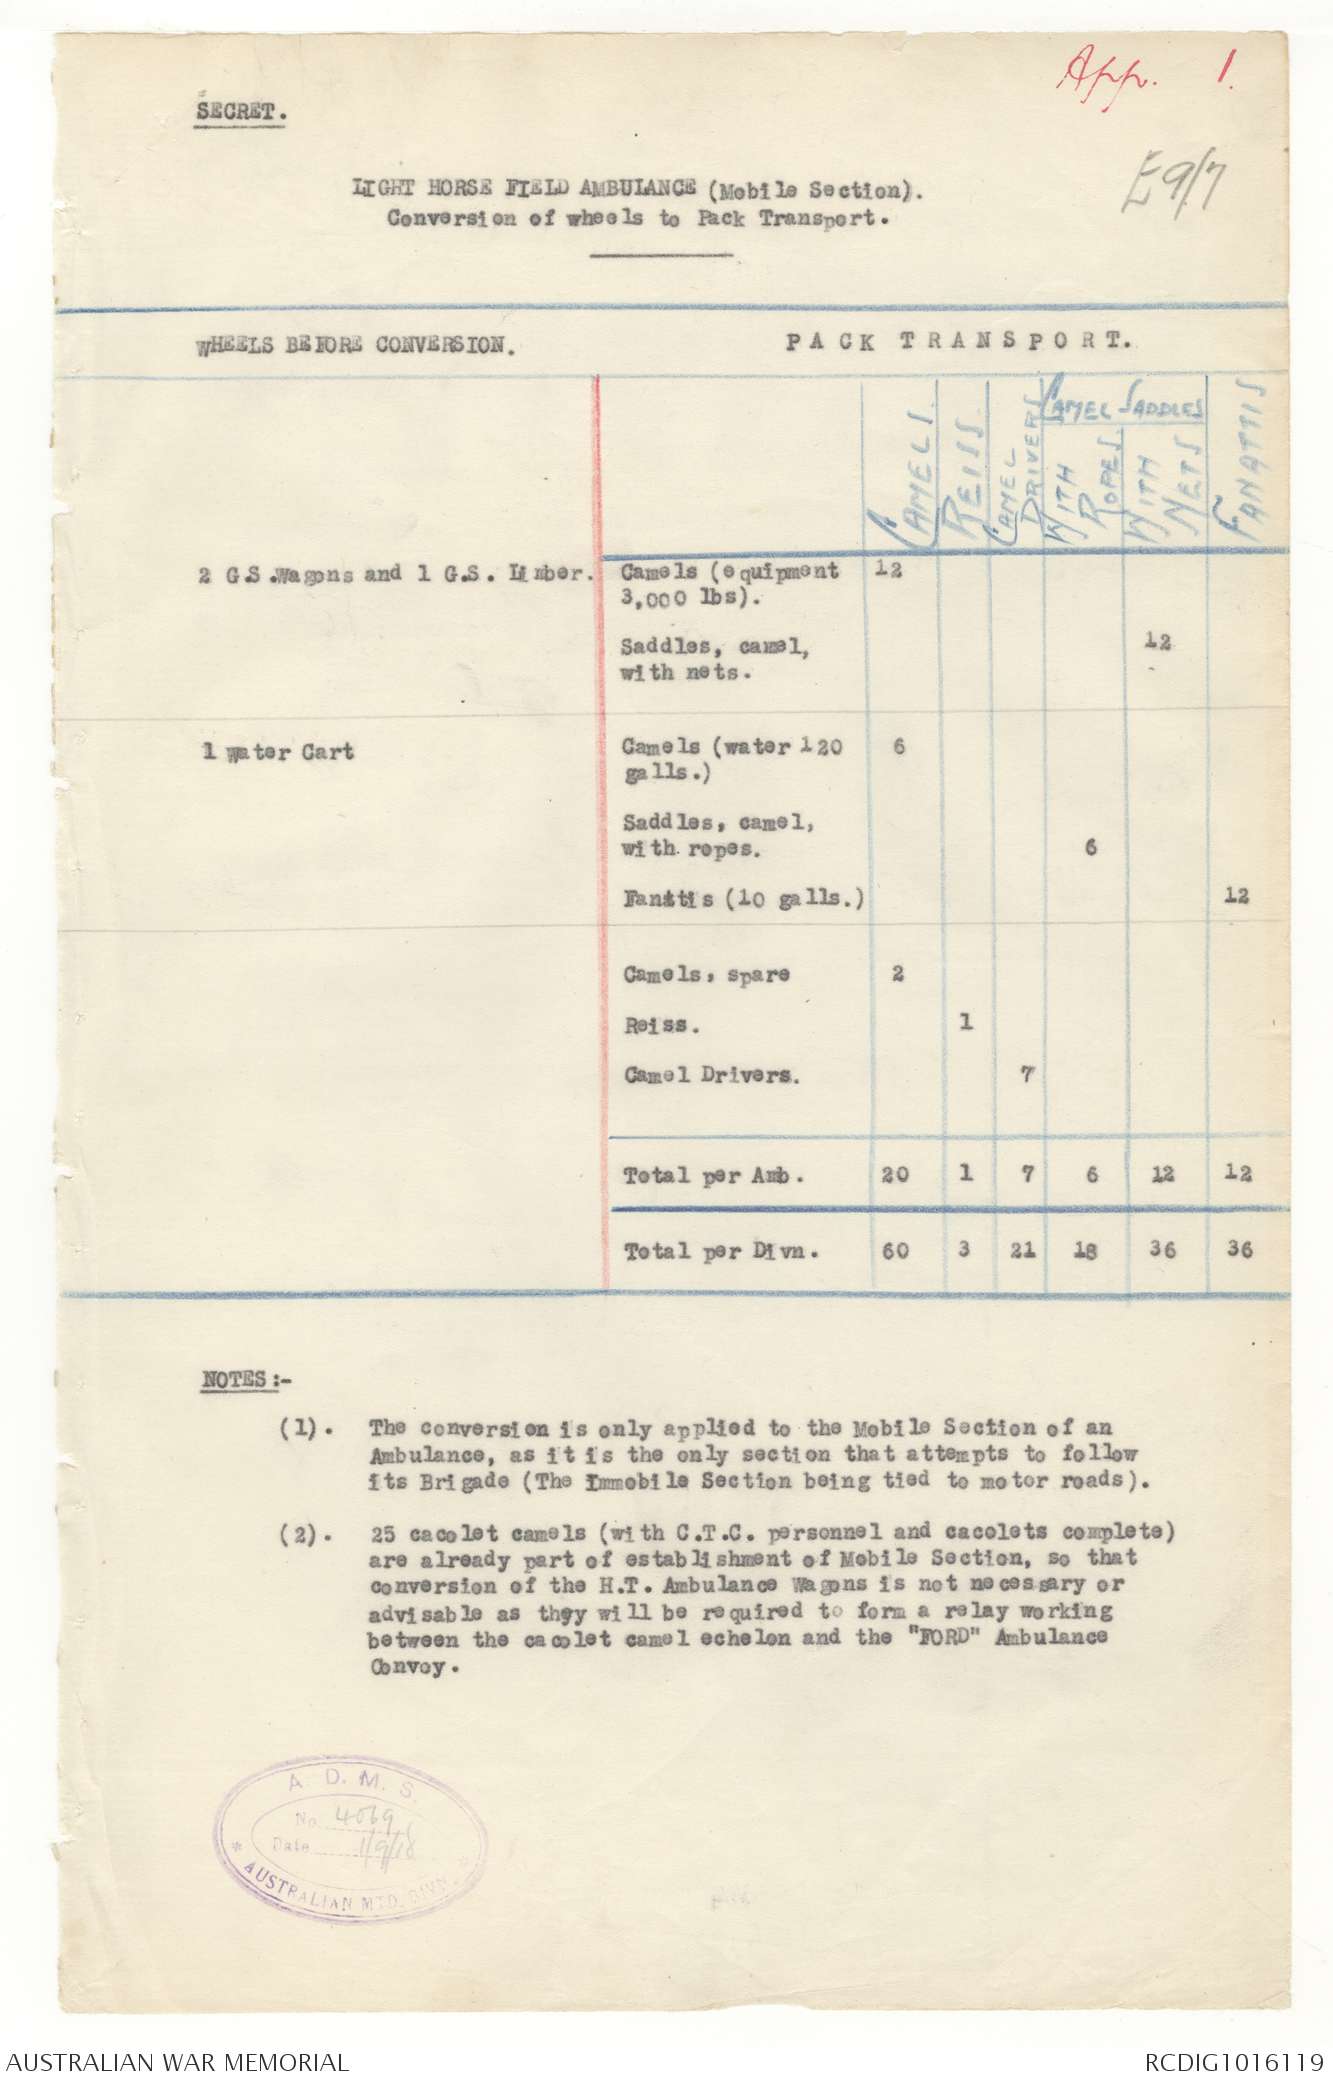 App. 1.
SECRET.
E9/7
LIGHT HORSE FIELD AMBULANCE (Mobile Section).
Conversion of wheels to Pack Transport.
WHEELS BEFORE CONVERSION.
PACK TRANSPORT.
CAMELS.
REISS.
CAMEL DRIVERS
CAMEL SADDLES
WITH ROPES
WITH NETS
FANATTIS
2 G.S.Wagons and 1 G.S. Limber. Camels (equipment 12
3,000 lbs).
Saddles, camel, 12
with nets.
1 Water Cart Camels (water 120 6
galls.)
Saddles, camel,
with ropes. 6
Fanattis (10 galls.) 12
Camels, spare 2
Reiss. 1
Camel Drivers. 7
Total per Amb. 20 1 7 6 12 12
Total per Divn. 60 3 21 18 36 36
NOTES:-
(1). The conversion is only applied to the Mobile Section of an
Ambulance, as it is the only section that attempts to follow
its Brigade (The Immobile Section being tied to motor roads).
(2). 25 cacolet camels (with C.T.C. personnel and cacolets complete)
are already part of establishment of Mobile Section, so that
conversion of the H.T. Ambulance Wagons is not necessary or
advisable as they will be required to form a relay working
between the cacolet camel echelon and the "FORD" Ambulance
Convoy.
A. D. M. S.
No 4069
Date 1/9/18
* AUSTRALIAN MTD. DIVN. *
AUSTRALIAN WAR MEMORIAL
RCDIG1016119